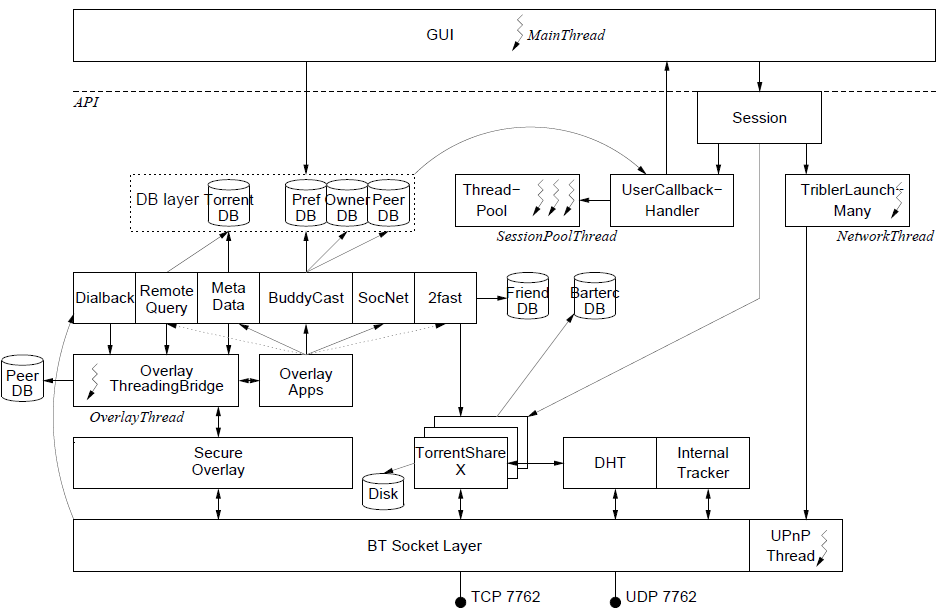 GUI
MainThread
API
Session
DB layer
Torrent
DB
Pref
DB
Owner
DB
Peer
DB
Thread-
Pool
SessionPoolThread
UserCallback-
Handler
TriblerLaunch-
Many
NetworkThread
Dialback
Remote
Query
Meta
Data
BuddyCast
SocNet
2fast
Friend
DB
Barterc
DB
Peer
DB
Overlay
ThreadingBridge
OverlayThread
Overlay
Apps
Secure
Overlay
TorrentShare
X
Disk
DHT
Internal
Tracker
BT Socket Layer
UPnP
Thread
TCP 7762
UDP 7762